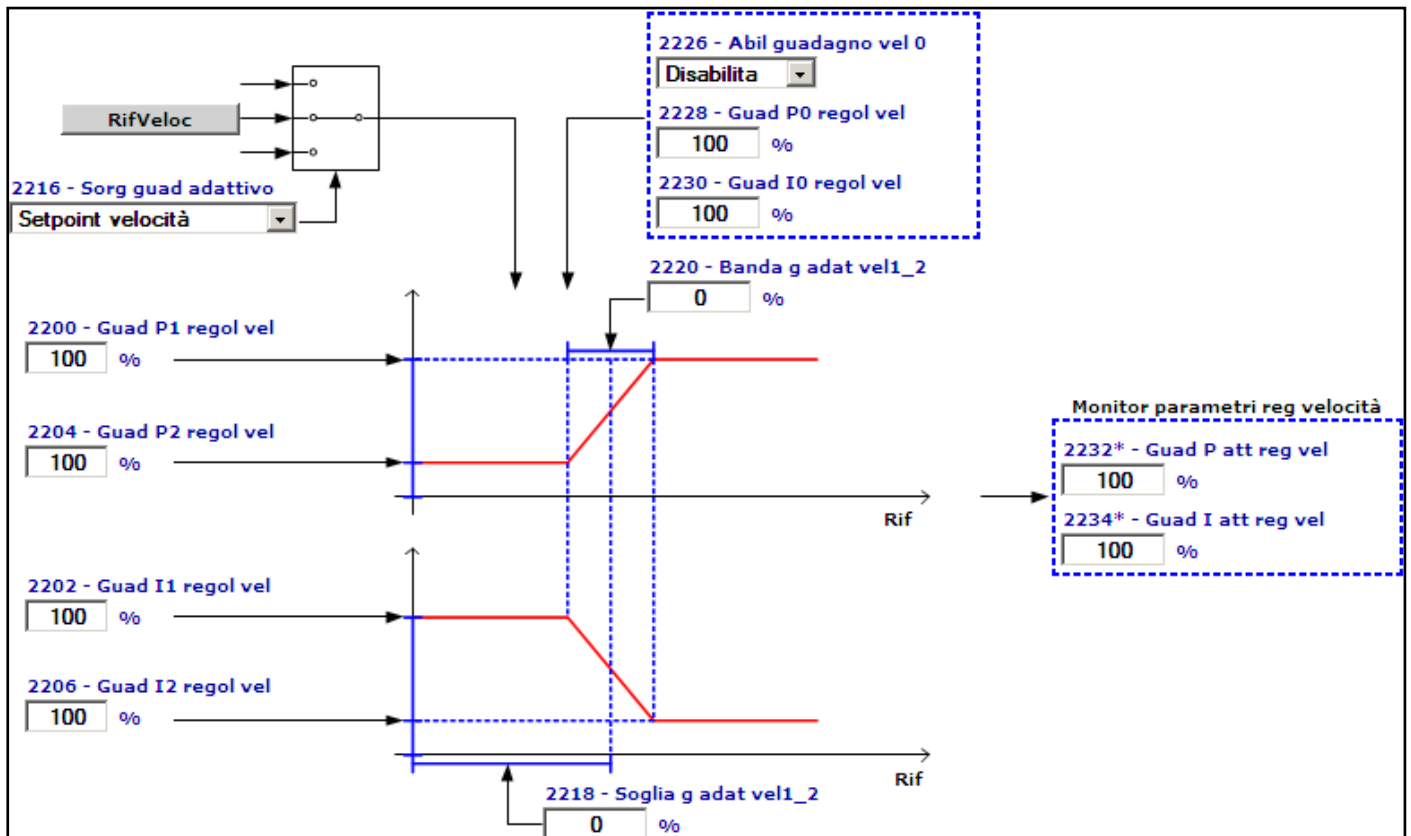 2226 - Abil guadagno vel 0
Disabilita
RifVeloc
2228 - Guad P0 regol vel
100 %
2216 - Sorg guad adattivo
Setpoint velocità
2230 - Guad I0 regol vel
100 %
2220 - Banda g adat vel1_2
0 %
2200 - Guad P1 regol vel
100 %
2204 - Guad P2 regol vel
100 %
Rif
Monitor parametri reg velocità
2232* - Guad P att reg vel
100 %
2234* - Guad I att reg vel
100 %
2202 - Guad I1 regol vel
100 %
2206 - Guad I2 regol vel
100 %
Rif
2218 - Soglia g adat vel1_2
0 %